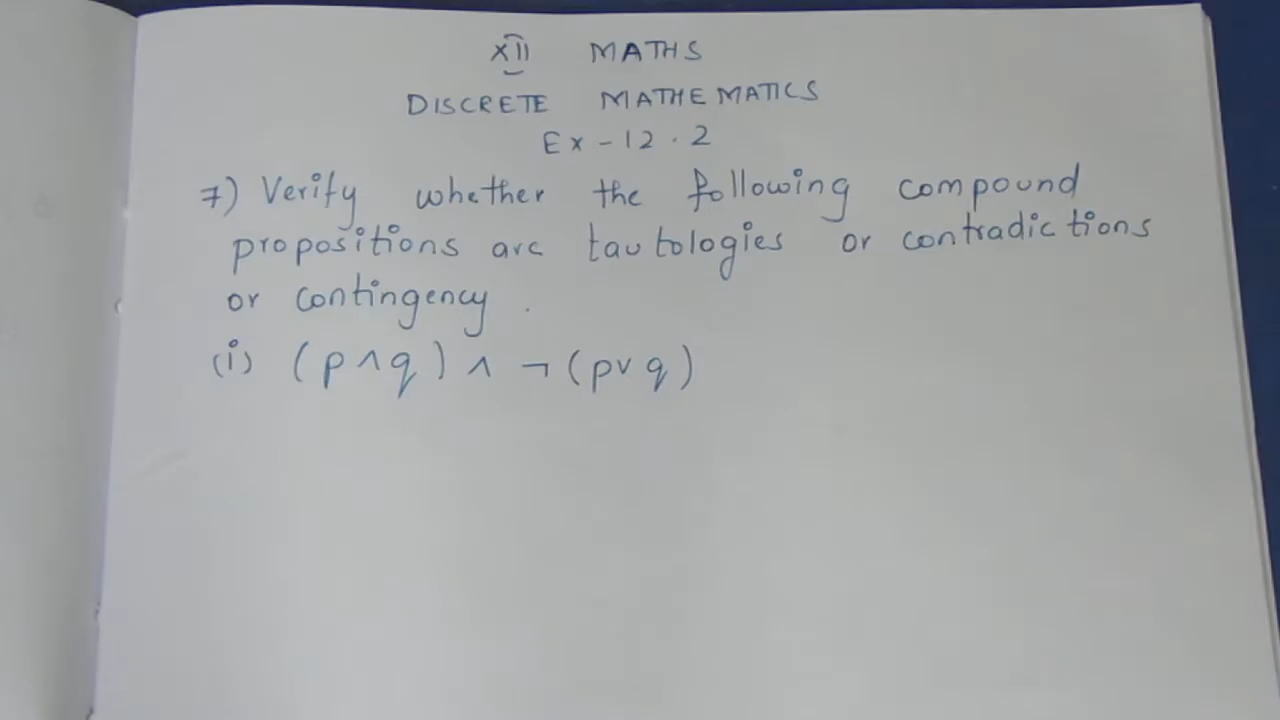 XII MATHS
DISCRETE MATHEMATICS
Ex - 12.2
7) Verify whether the following compound
propositions are tautologies or contradictions
or contingency.
(i) (p ∧ q) ∧ ¬ (p ∨ q)